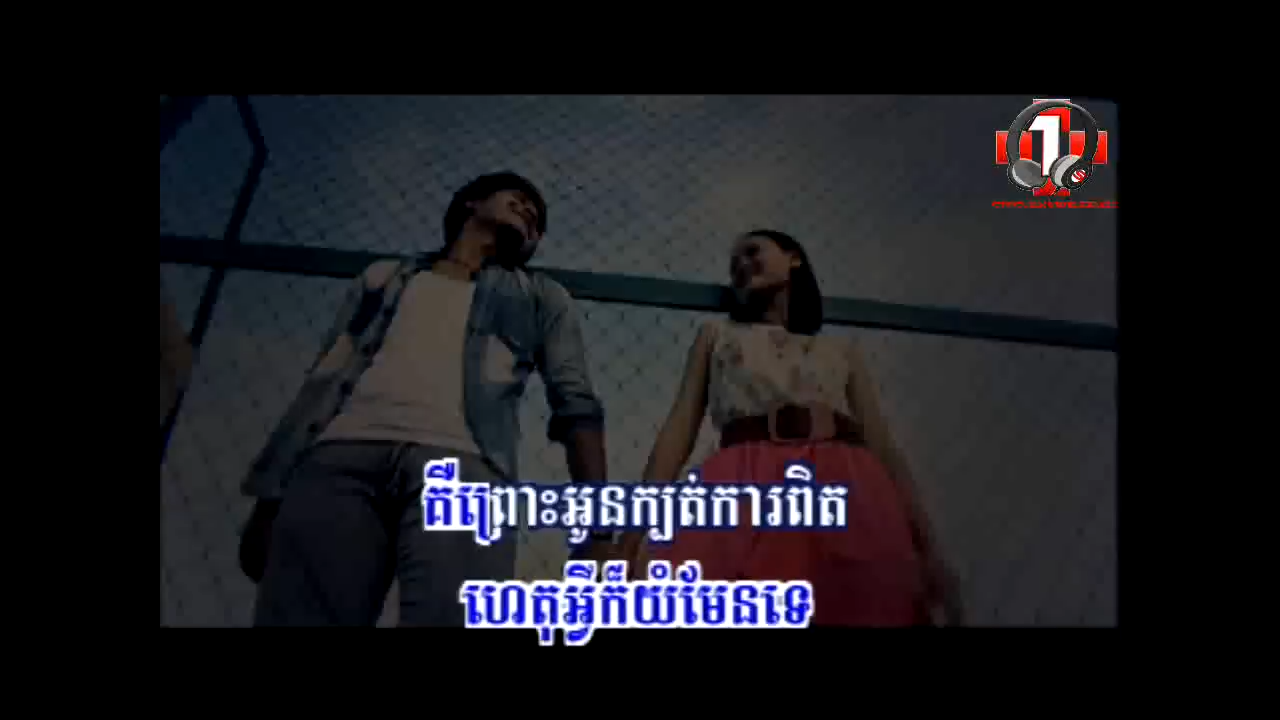 1
គឺព្រោះអូនក្បត់ការពិត
ហេតុអ្វីក៏យំមែនទេ